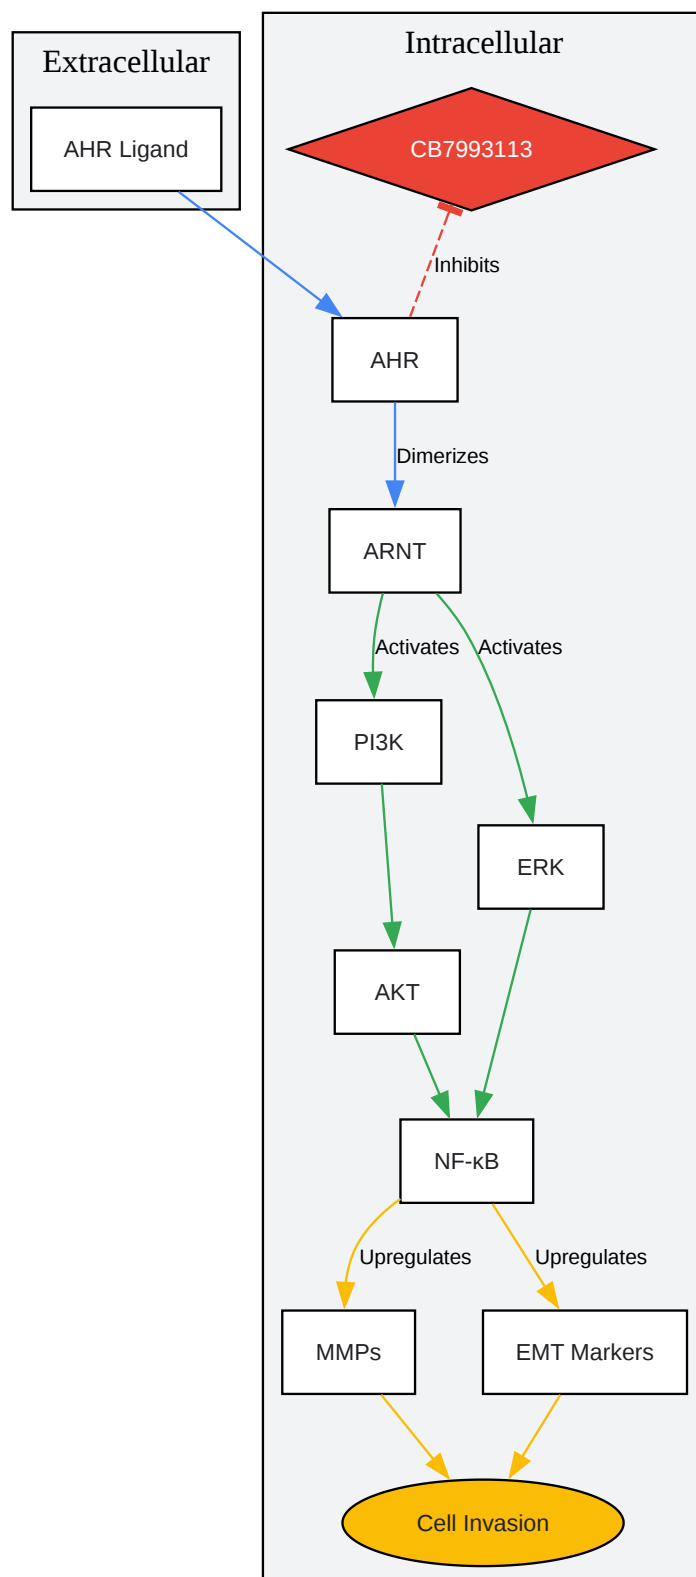 Extracellular
Intracellular
AHR Ligand
CB7993113
Inhibits
AHR
Dimerizes
ARNT
Activates
Activates
PI3K
ERK
AKT
NF-κB
Upregulates
Upregulates
MMPs
EMT Markers
Cell Invasion